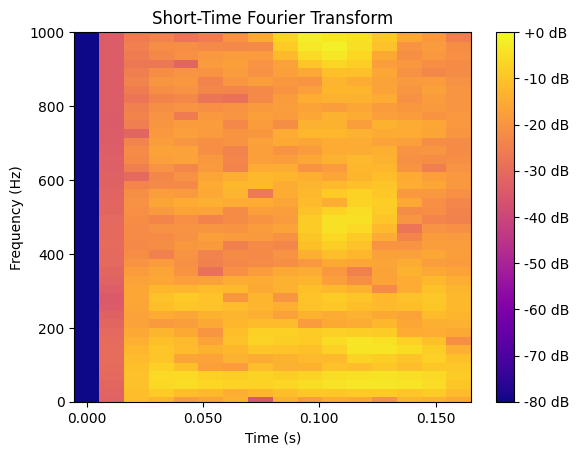 Short-Time Fourier Transform
1000
800
600
400
200
0
Frequency (Hz)
0.000
0.050
0.100
0.150
Time (s)
+0 dB
-10 dB
-20 dB
-30 dB
-40 dB
-50 dB
-60 dB
-70 dB
-80 dB